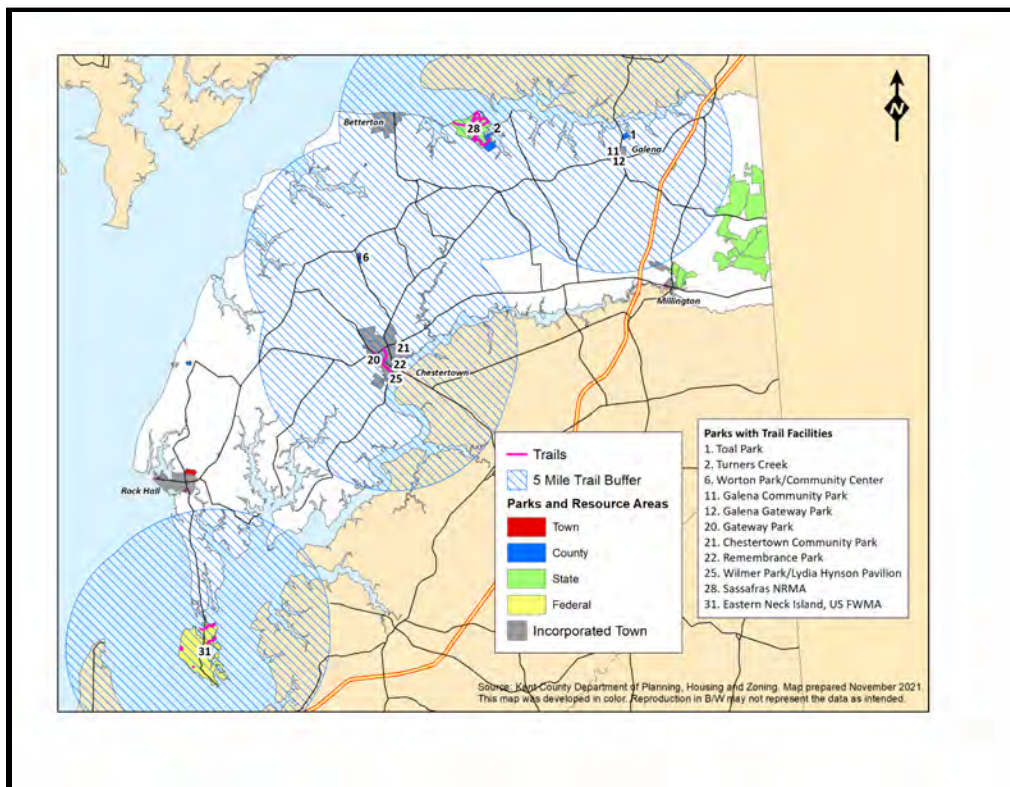 N
Betterton
28
2
1
11
Galena
12
6
Millington
21
20
22
Chestertown
25
Rock Hall
31
Trails
5 Mile Trail Buffer
Parks and Resource Areas
Town
County
State
Federal
Incorporated Town
Parks with Trail Facilities
1. Toal Park
2. Turners Creek
6. Worton Park/Community Center
11. Galena Community Park
12. Galena Gateway Park
20. Gateway Park
21. Chestertown Community Park
22. Remembrance Park
25. Wilmer Park/Lydia Hynson Pavilion
28. Sassafras NRMA
31. Eastern Neck Island, US FWMA
Source: Kent County Department of Planning, Housing and Zoning. Map prepared November 2021.
This map was developed in color. Reproduction in B/W may not represent the data as intended.